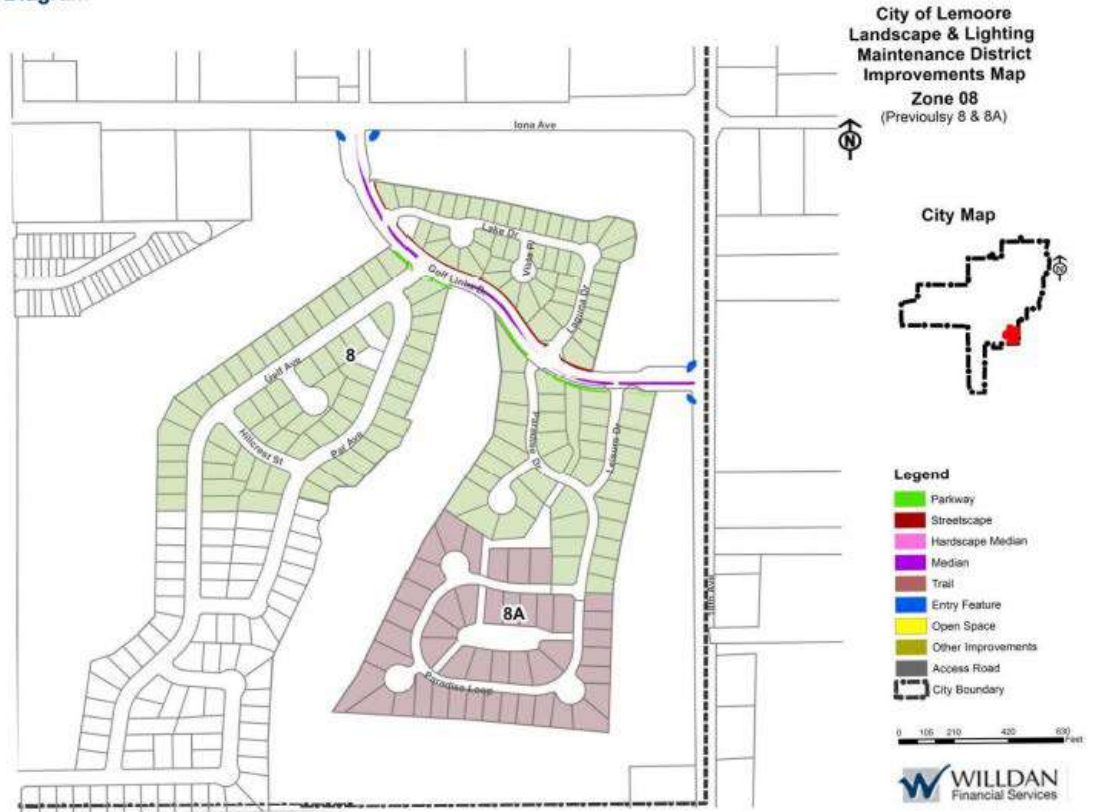 Diagram
City of Lemoore
Landscape & Lighting
Maintenance District
Improvements Map
Zone 08
(Previoulsy 8 & 8A)
N
Iona Ave
City Map
Lake Dr
Vista Pl
Golf Links Dr
Laguna Dr
8
Golf Ave
Hillcrest St
Par Ave
Paradise Dr
Leisure Dr
8A
Paradise Loop
18th Ave
Legend
Parkway
Streetscape
Hardscape Median
Median
Trail
Entry Feature
Open Space
Other Improvements
Access Road
City Boundary
0 105 210 420 630
Feet
WILLDAN
Financial Services